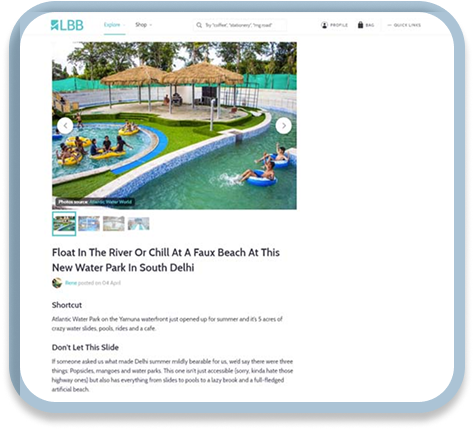 LBB
Explore
Shop
Try "coffee", "stationery", "ring road"
PROFILE
BAG
QUICK LINKS
Photos source: Atlantic Water World
Float In The River Or Chill At A Faux Beach At This
New Water Park In South Delhi
posted on 04 April
Shortcut
Atlantic Water Park on the Yamuna waterfront just opened up for summer and it's 5 acres of
crazy water slides, pools, rides and a cafe.
Don't Let This Slide
If someone asked us what made Delhi summer mildly bearable for us, we'd say there were three
things: Popsicles, mangoes and water parks. This one isn't just accessible (sorry, kinda hate those
highway ones) but also has everything from slides to pools to a lazy brook and a full-fledged
artificial beach.